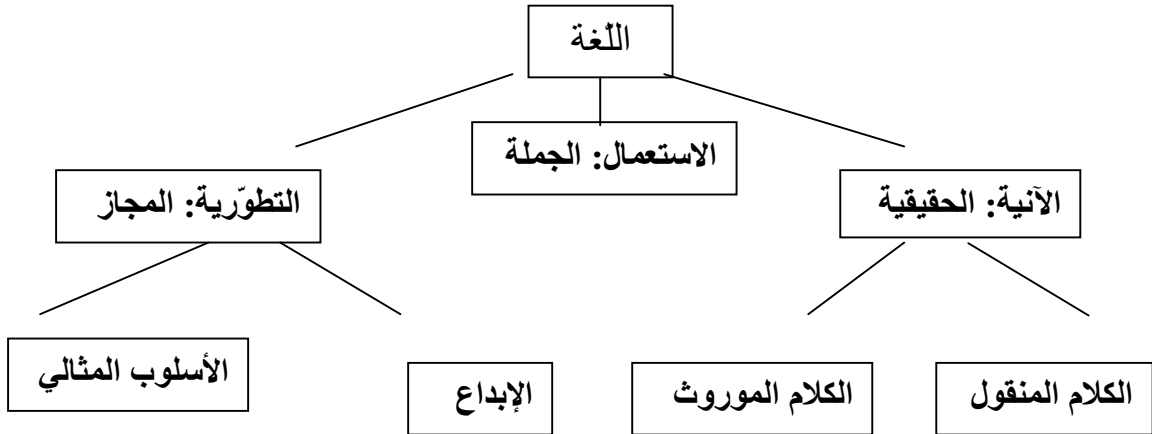 اللّغة
الاستعمال: الجملة
الآنية: الحقيقية
التطوّرية: المجاز
الكلام المنقول
الكلام الموروث
الإبداع
الأسلوب المثالي